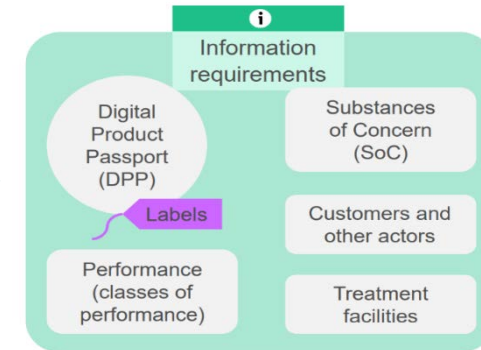 Information
requirements
Digital
Product
Passport
(DPP)
Labels
Performance
(classes of
performance)
Substances
of Concern
(SoC)
Customers and
other actors
Treatment
facilities